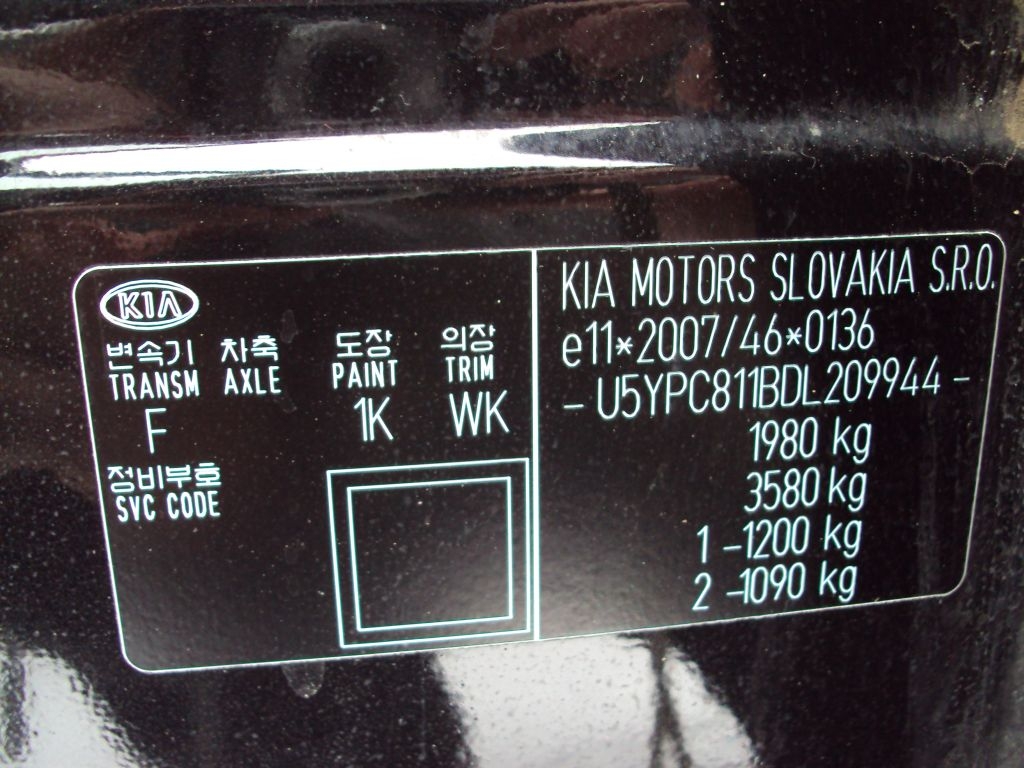 KIA
변속기 차축 도장 의장
TRANSM AXLE PAINT TRIM
F 1K WK
정비부호
SVC CODE
KIA MOTORS SLOVAKIA S.R.O.
e11*2007/46*0136
- U5YPC811BDL209944 -
1980 kg
3580 kg
1 -1200 kg
2 -1090 kg